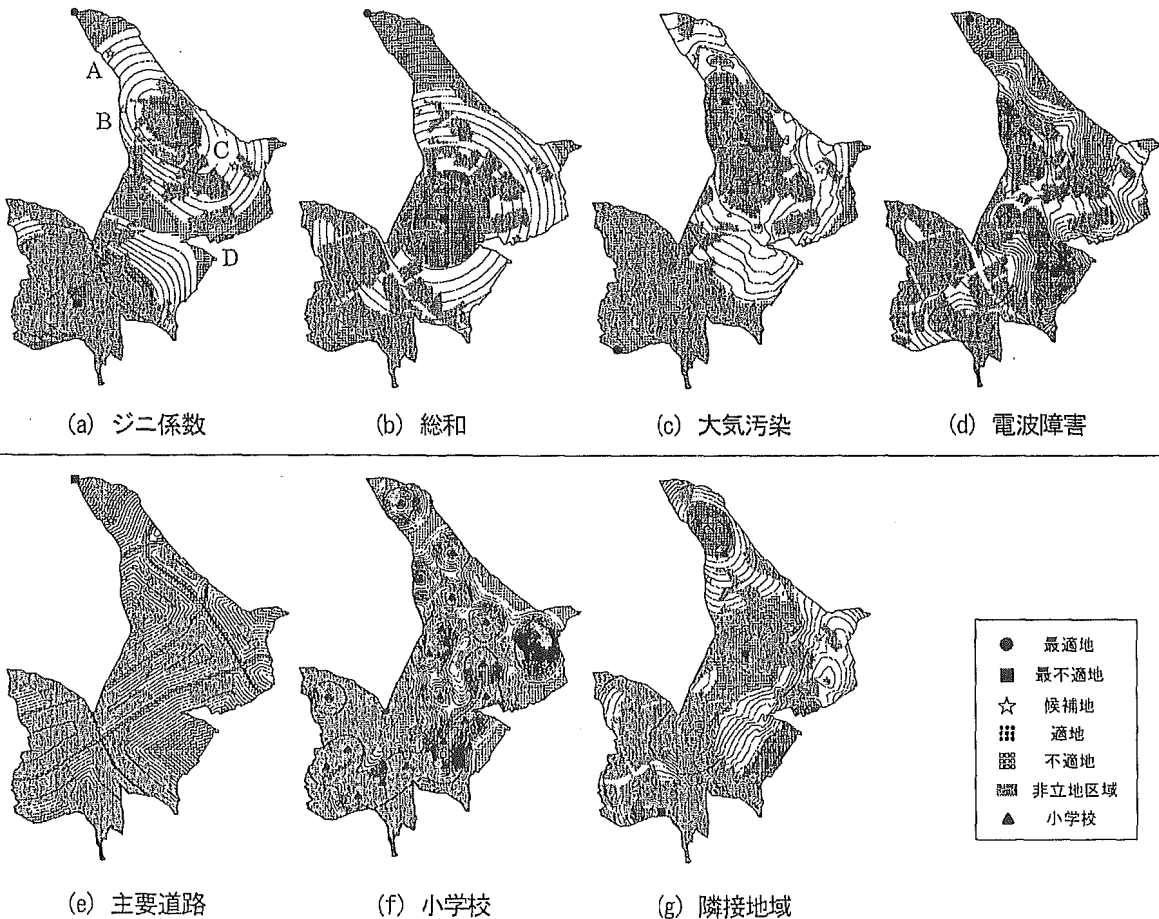 A
B
C
D
(a) ジニ係数
(b) 総和
(c) 大気汚染
(d) 電波障害
(e) 主要道路
(f) 小学校
(g) 隣接地域
最適地
最不適地
候補地
適地
不適地
非立地区域
小学校